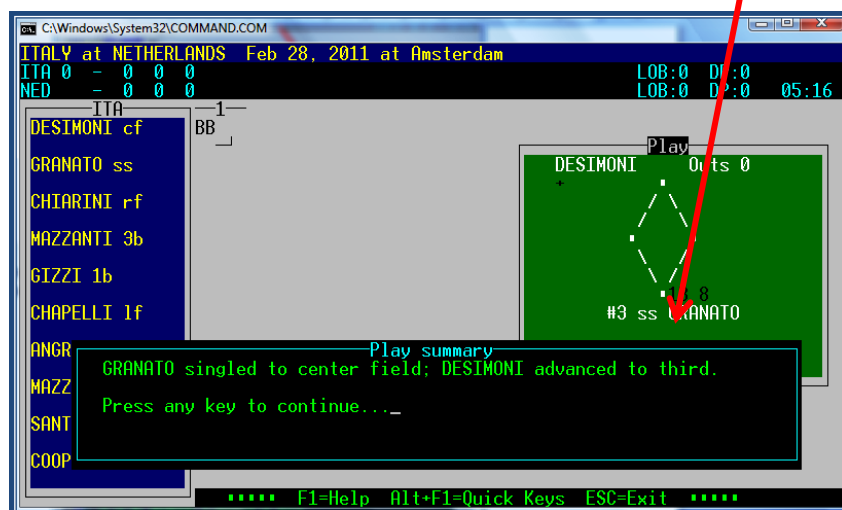 C:\Windows\System32\COMMAND.COM
ITALY at NETHERLANDS Feb 28, 2011 at Amsterdam
ITA 0 - 0 0 0 LOB:0 DP:0
NED - 0 0 0 LOB:0 DP:0 05:16
ITA 1 Play
DESIMONI cf BB DESIMONI Outs 0
GRANATO ss
CHIARINI rf
MAZZANTI 3b
GIZZI 1b
CHAPELLI lf #3 ss GRANATO
ANGR Play summary
GRANATO singled to center field; DESIMONI advanced to third.
MAZZ Press any key to continue..._
SANT
COOP
F1=Help Alt+F1=Quick Keys ESC=Exit